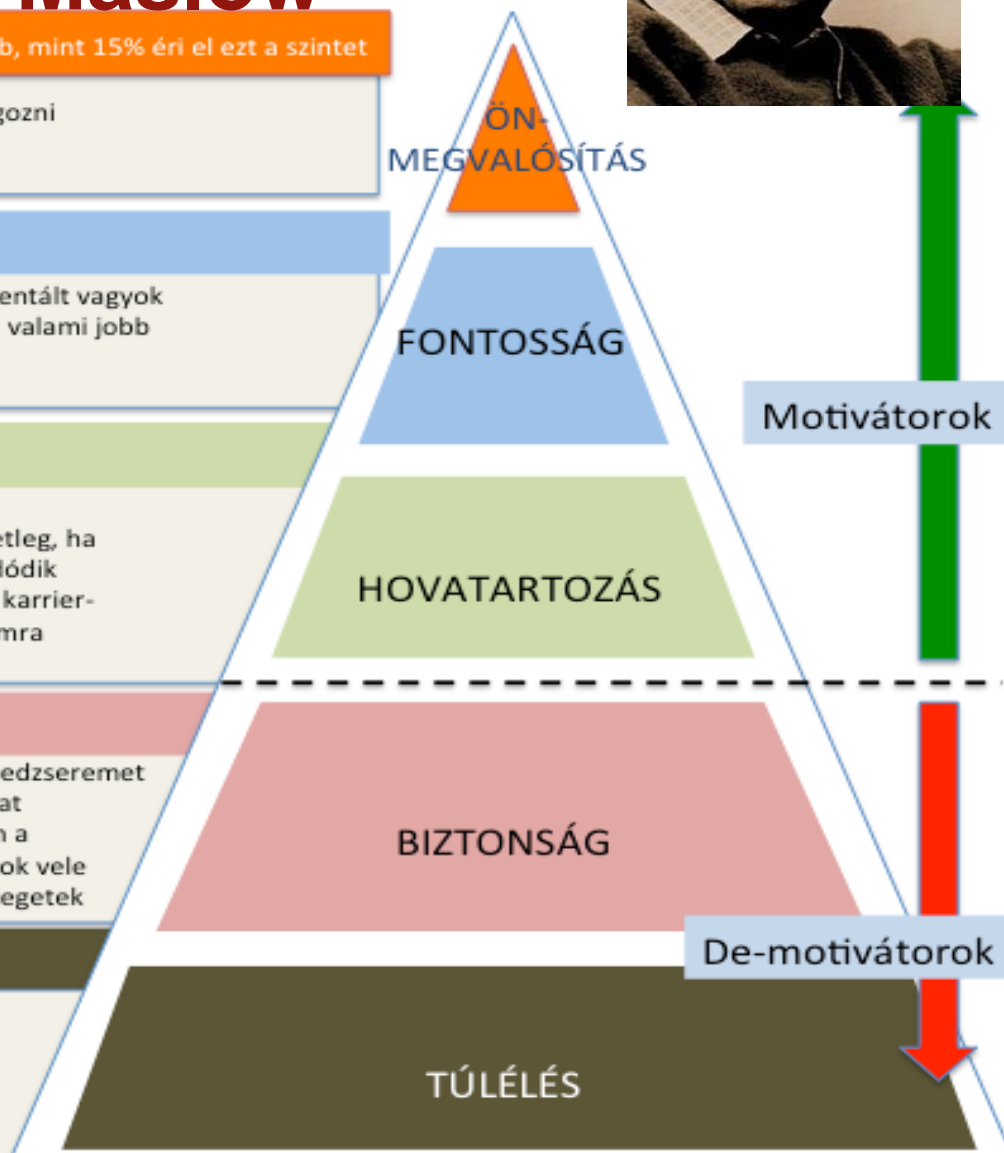 Maslow
b, mint 15% éri el ezt a szintet
gozni
entált vagyok
valami jobb
etleg, ha
lódik
karrier-
mra
edzseremet
at
n a
ok vele
egetek
ÖN-
MEGVALÓSÍTÁS
FONTOSSÁG
HOVATARTOZÁS
BIZTONSÁG
TÚLÉLÉS
Motivátorok
De-motivátorok